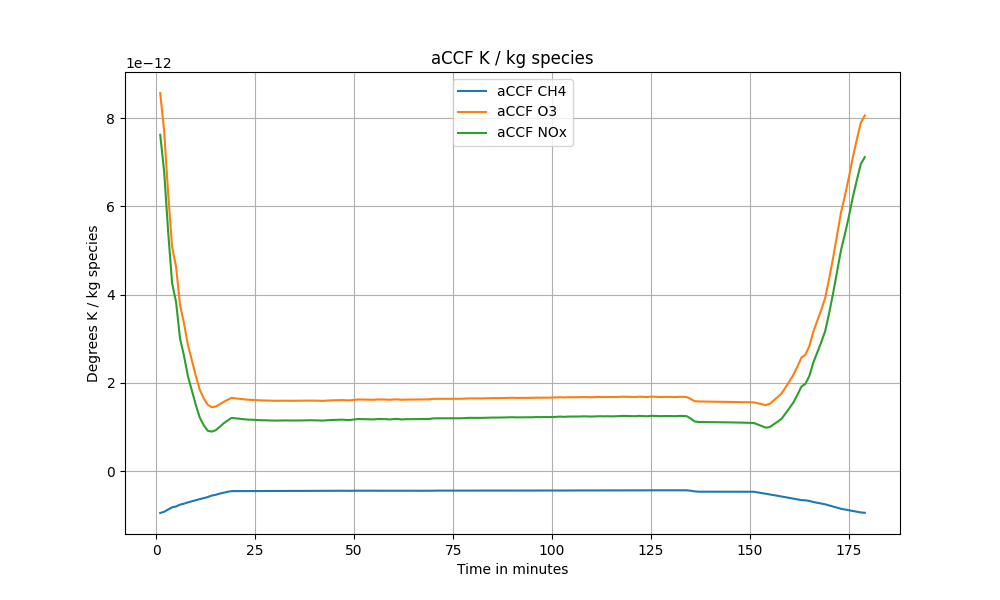 aCCF K / kg species
1e−12
aCCF CH4
aCCF O3
aCCF NOx
8
6
4
2
0
Degrees K / kg species
0 25 50 75 100 125 150 175
Time in minutes